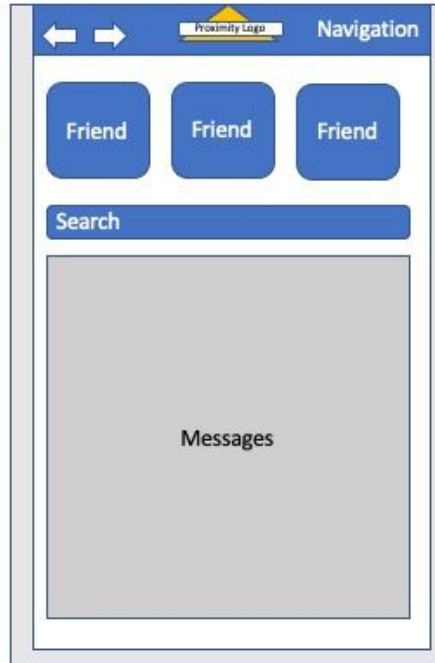 Proximity Logo
Navigation
Friend
Friend
Friend
Search
Messages